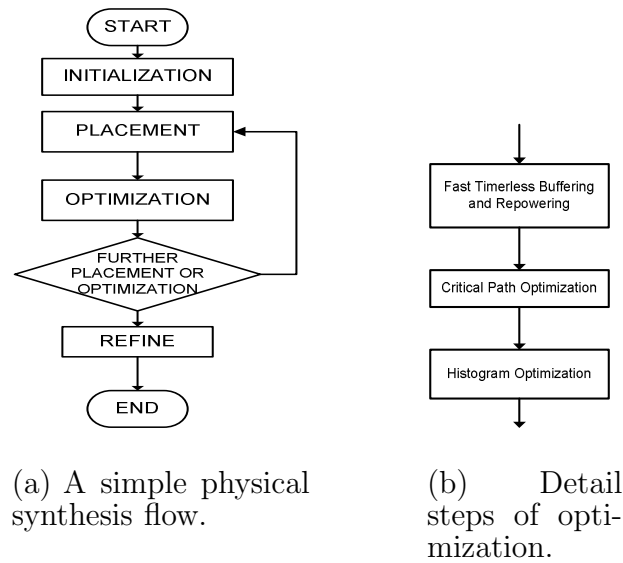 START
INITIALIZATION
PLACEMENT
OPTIMIZATION
FURTHER
PLACEMENT OR
OPTIMIZATION
REFINE
END
(a) A simple physical
synthesis flow.
Fast Timerless Buffering
and Repowering
Critical Path Optimization
Histogram Optimization
(b) Detail
steps of opti-
mization.